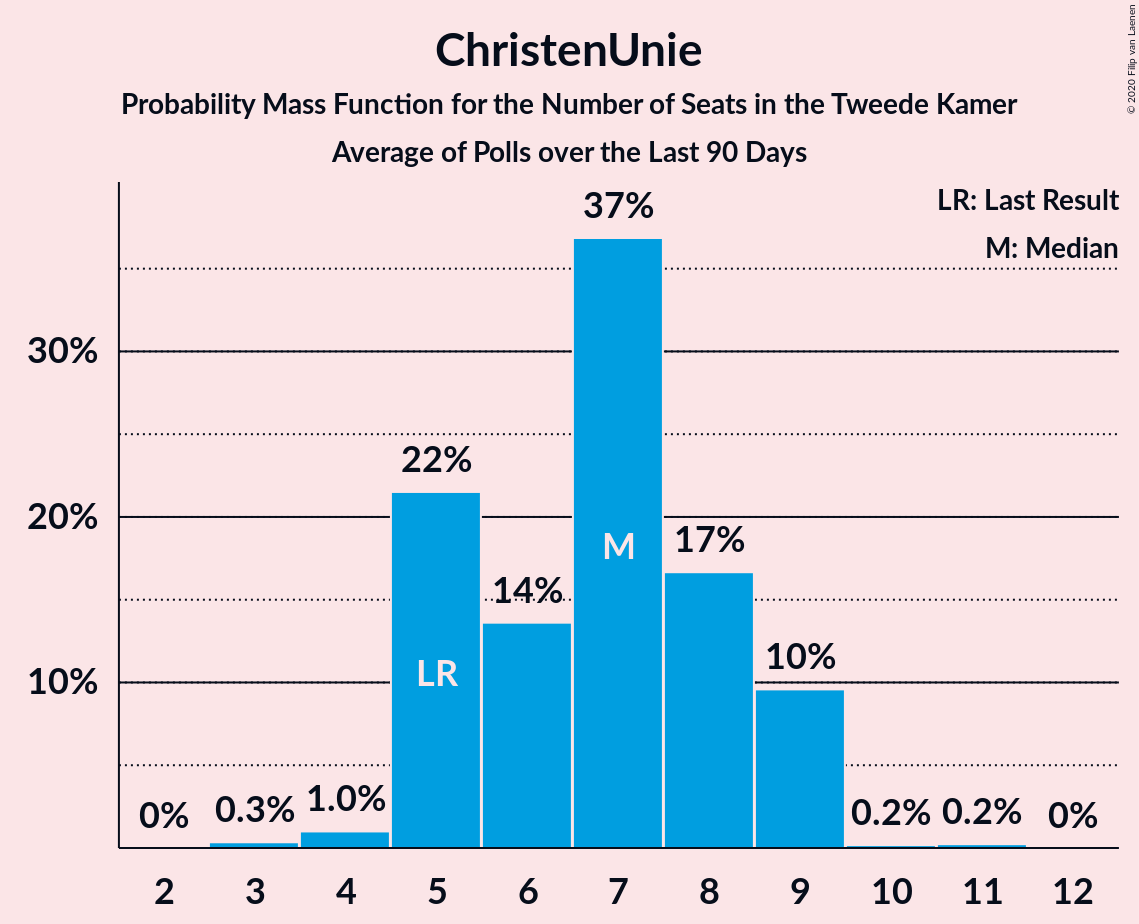 © 2020 Filip van Laenen
ChristenUnie
Probability Mass Function for the Number of Seats in the Tweede Kamer
Average of Polls over the Last 90 Days
LR: Last Result
M: Median
37%
30%
22%
20%
17%
M
14%
10%
LR
10%
0%
0.3%
1.0%
0.2%
0.2%
0%
2 3 4 5 6 7 8 9 10 11 12